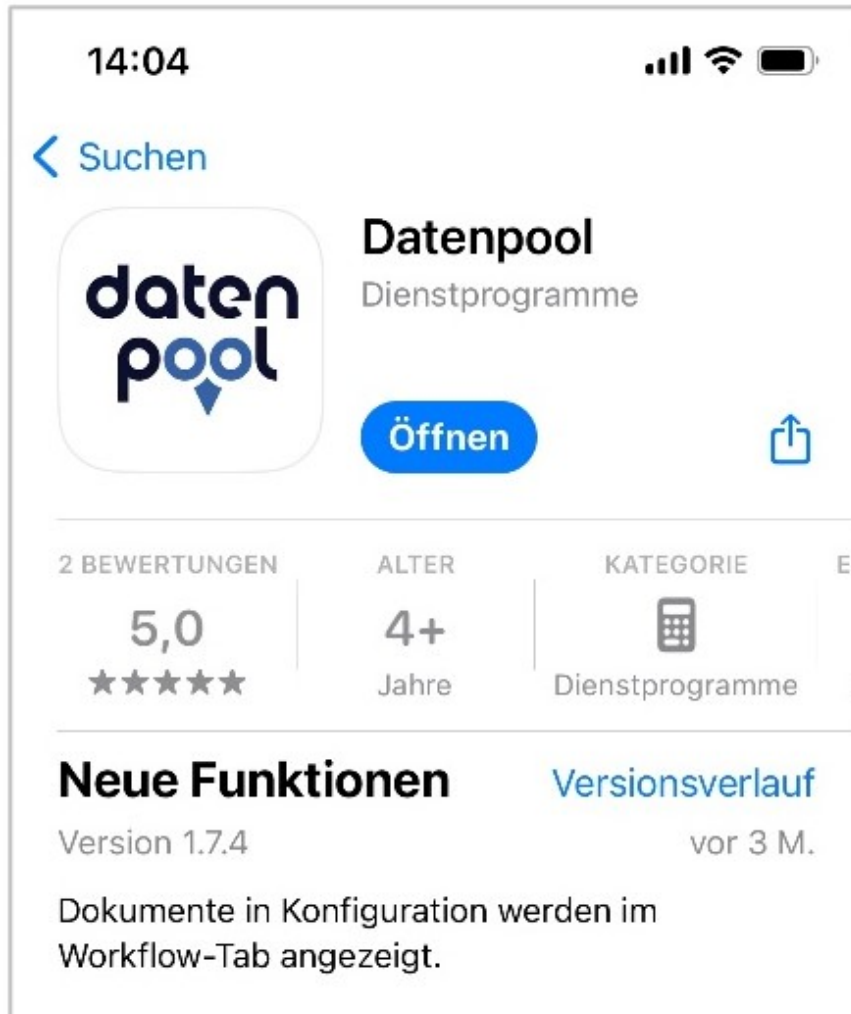 14:04
Suchen
daten
pool
Datenpool
Dienstprogramme
Öffnen
2 BEWERTUNGEN
5,0
ALTER
4+
Jahre
KATEGORIE
Dienstprogramme
E
Neue Funktionen
Versionsverlauf
Version 1.7.4
vor 3 M.
Dokumente in Konfiguration werden im
Workflow-Tab angezeigt.